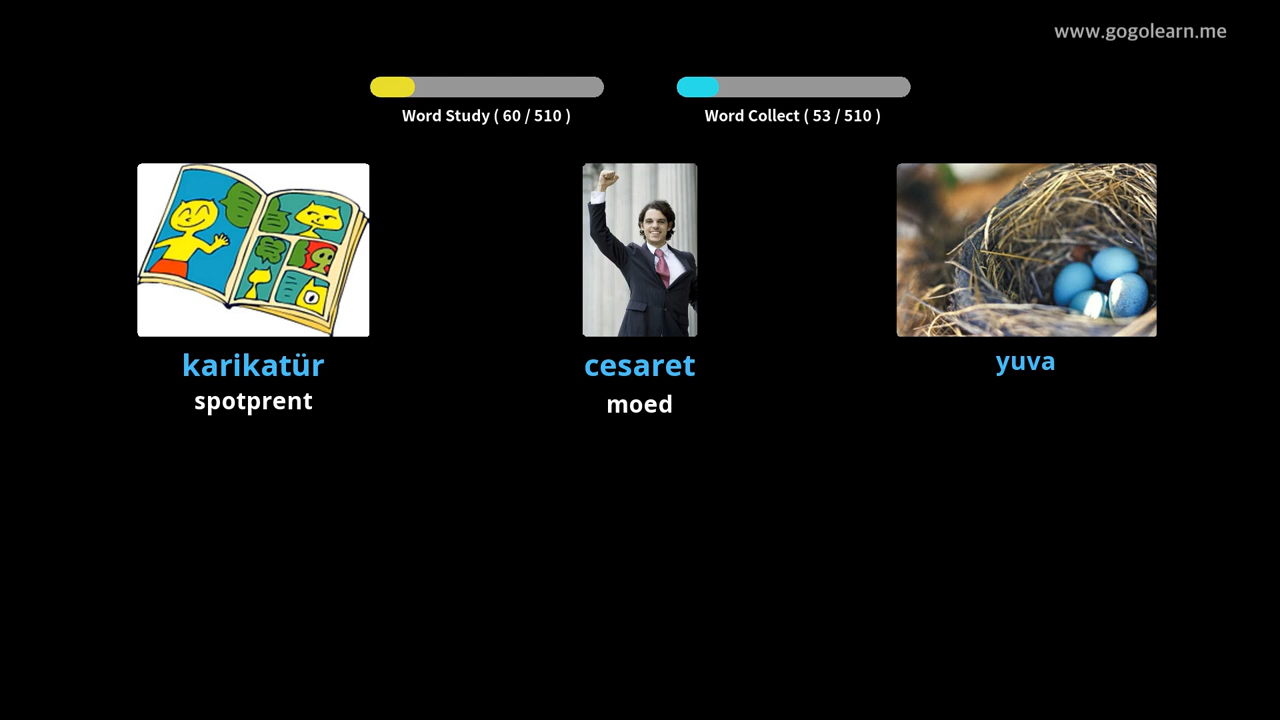 www.gogolearn.me
Word Study ( 60 / 510 )
Word Collect ( 53 / 510 )
karikatür
spotprent
cesaret
moed
yuva